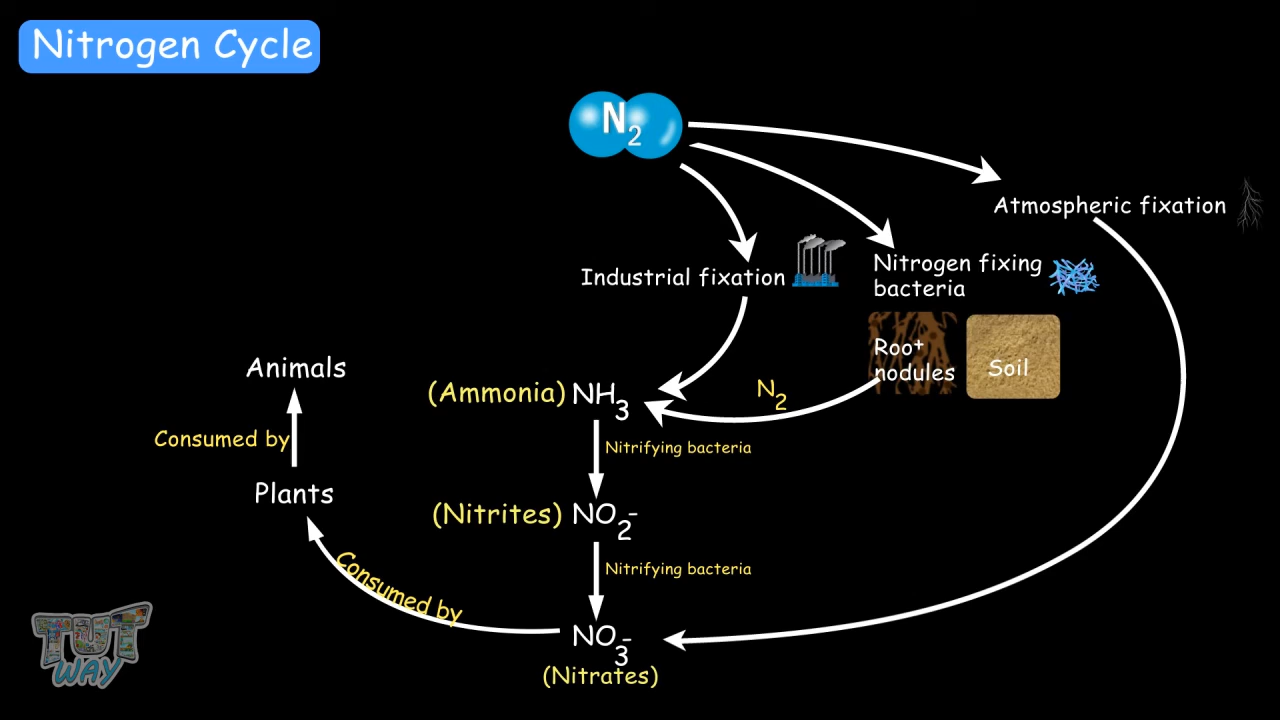 Nitrogen Cycle
N2
Atmospheric fixation
Industrial fixation
Nitrogen fixing
bacteria
Root
nodules
Soil
Animals
(Ammonia) NH3
N2
Consumed by
Nitrifying bacteria
Plants
(Nitrites) NO2-
Consumed by
Nitrifying bacteria
NO3-
(Nitrates)
TUT
WAY